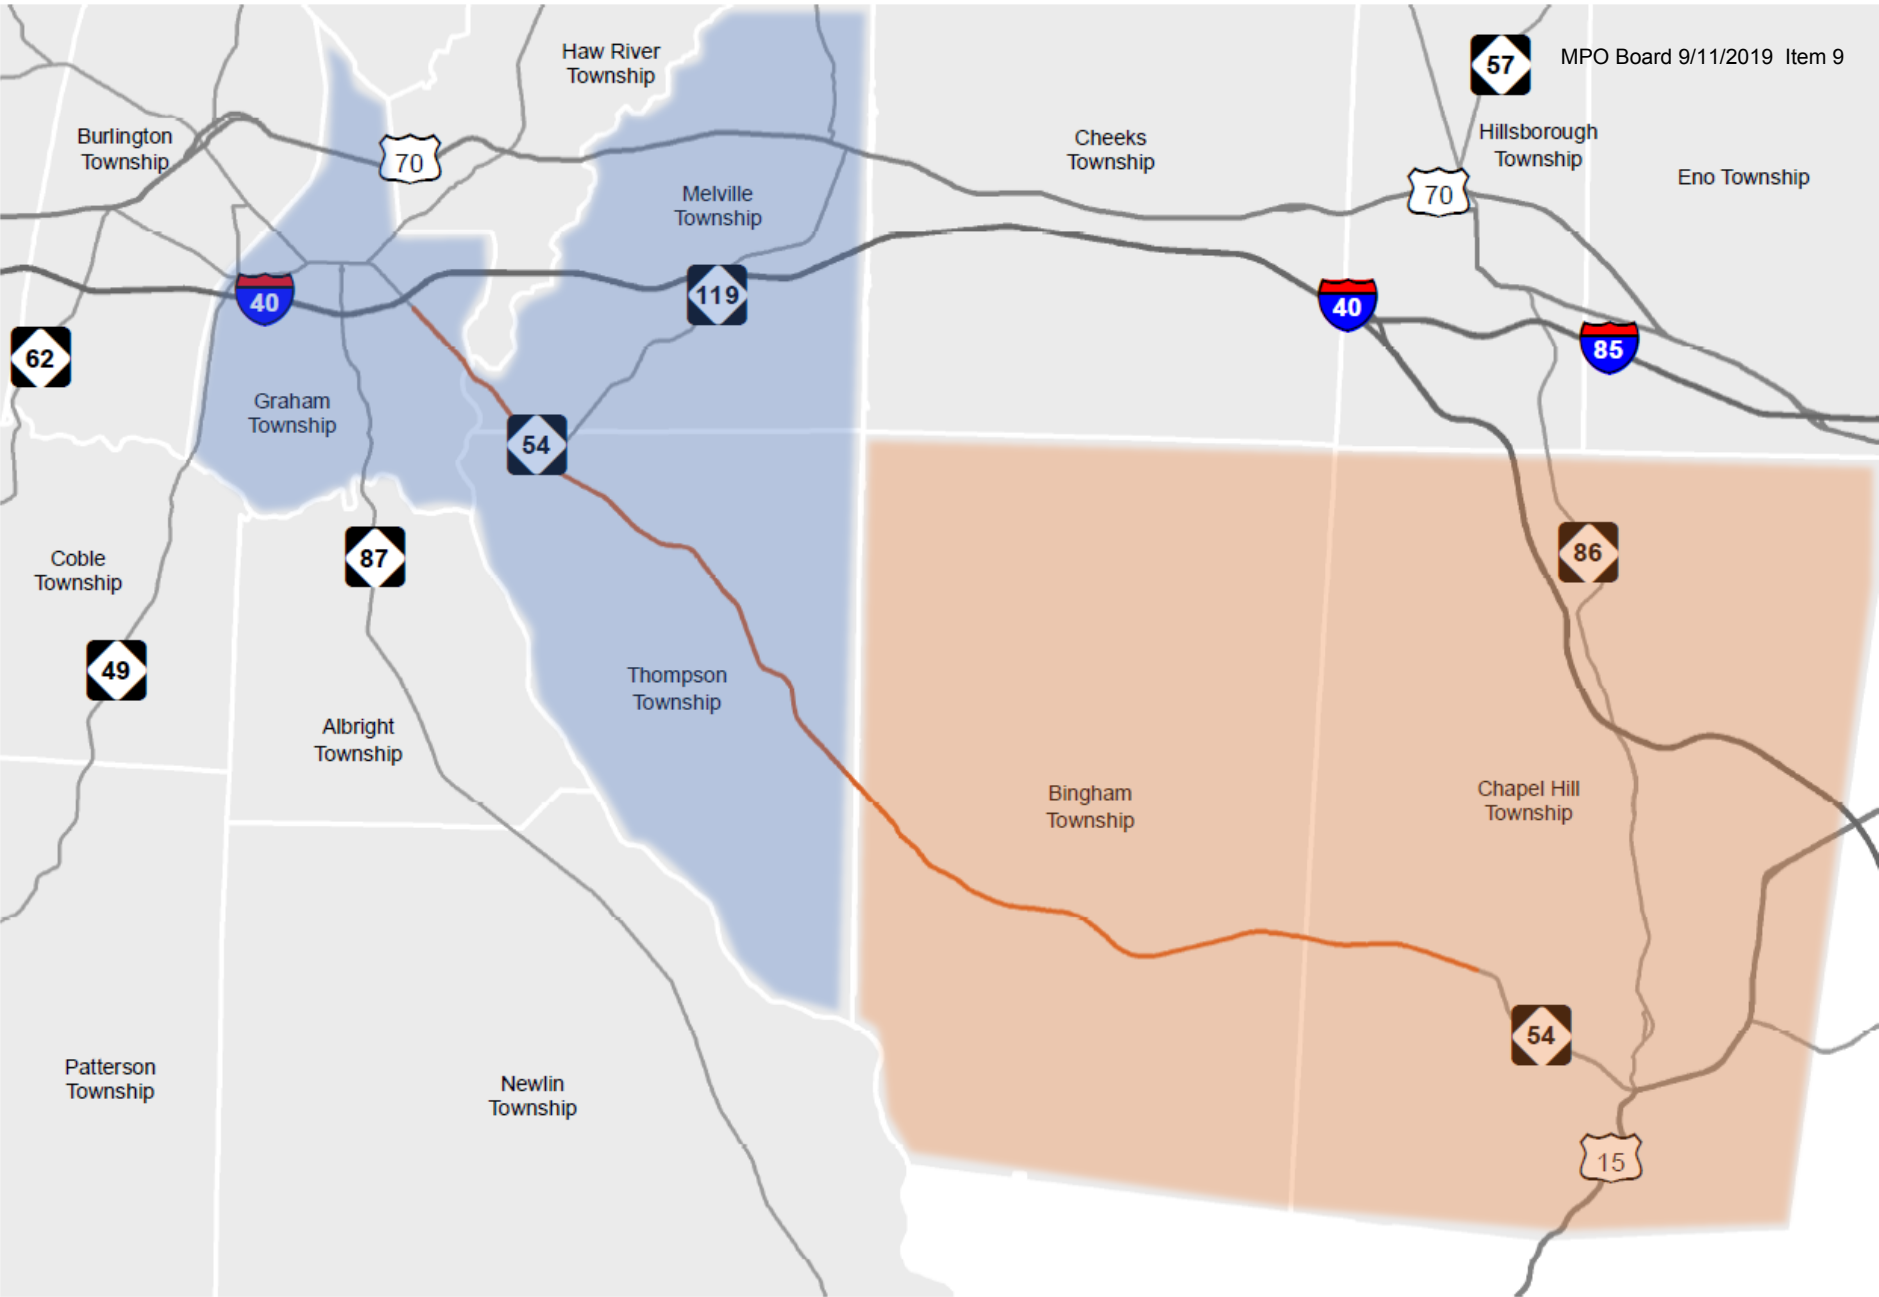 57
MPO Board 9/11/2019 Item 9
Haw River
Township
Burlington
Township
70
Cheeks
Township
Hillsborough
Township
Eno Township
70
Melville
Township
40
119
40
85
62
Graham
Township
54
87
86
Coble
Township
49
Thompson
Township
Albright
Township
Bingham
Township
Chapel Hill
Township
54
Patterson
Township
Newlin
Township
15